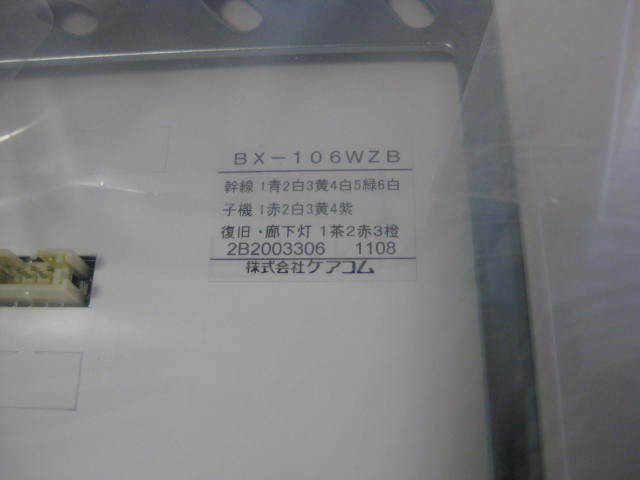 BX－106WZB
幹線 1青2白3黄4白5緑6白
子機 1赤2白3黄4紫
復旧・廊下灯 1茶2赤3橙
2B2003306 1108
株式会社ケアコム